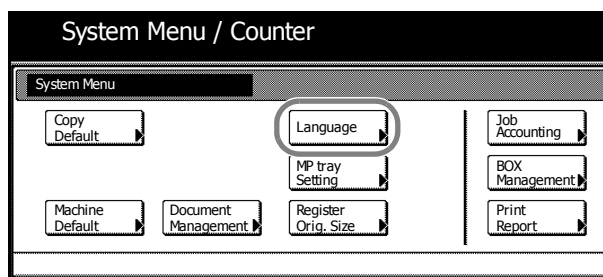 System Menu / Counter
System Menu
Copy
Default
Language
Job
Accounting
MP tray
Setting
BOX
Management
Machine
Default
Document
Management
Register
Orig. Size
Print
Report